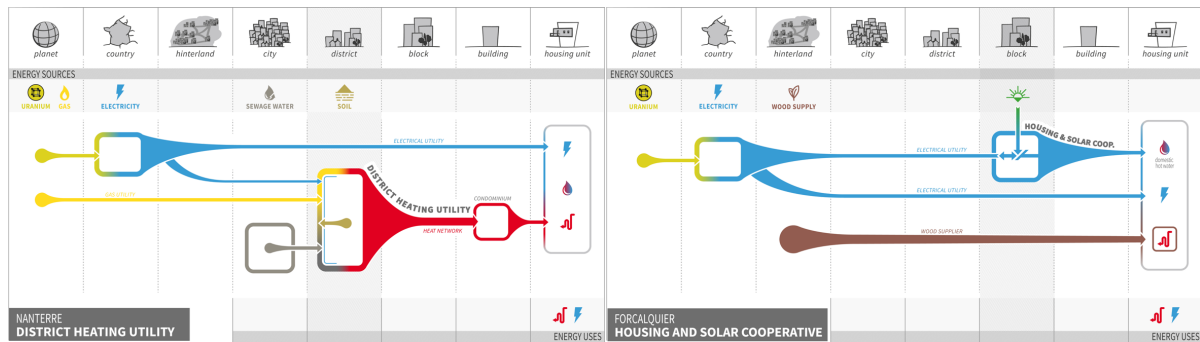 planet country hinterland city district block building housing unit
ENERGY SOURCES
URANIUM GAS ELECTRICITY SEWAGE WATER SOIL
ELECTRICAL UTILITY
GAS UTILITY
DISTRICT HEATING UTILITY
CONDOMINIUM
HEAT NETWORK
NANTERRE
DISTRICT HEATING UTILITY
ENERGY USES
planet country hinterland city district block building housing unit
ENERGY SOURCES
URANIUM ELECTRICITY WOOD SUPPLY
HOUSING & SOLAR COOP.
ELECTRICAL UTILITY
domestic
hot water
ELECTRICAL UTILITY
WOOD SUPPLIER
FORCALQUIER
HOUSING AND SOLAR COOPERATIVE
ENERGY USES